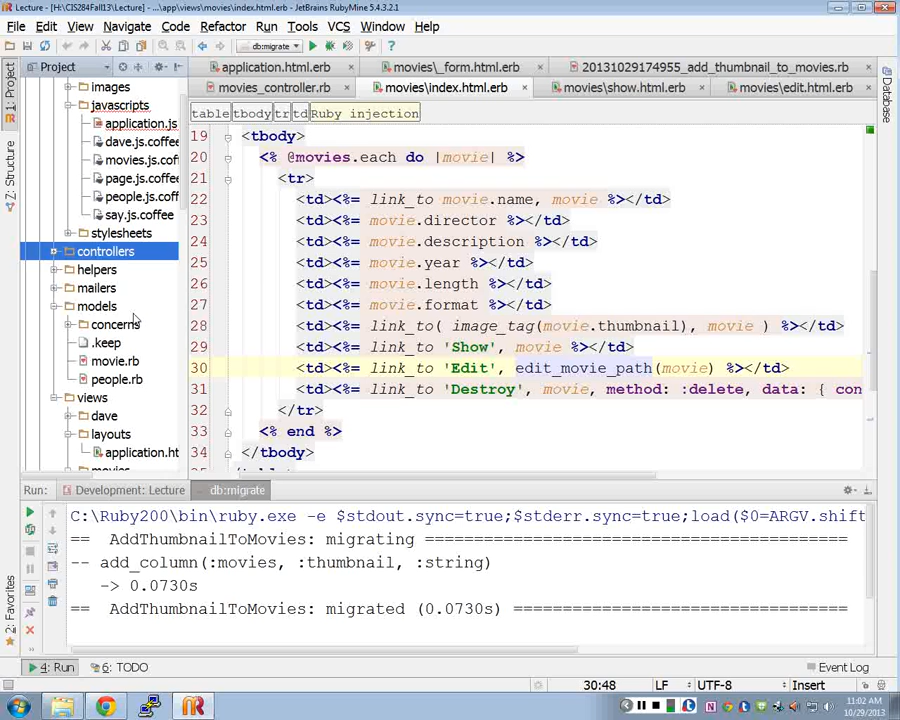 Lecture - [H:\CIS284Fall13\Lecture] - ...\app\views\movies\index.html.erb - JetBrains RubyMine 5.4.3.2.1
File Edit View Navigate Code Refactor Run Tools VCS Window Help
db:migrate
Project
application.html.erb
movies\_form.html.erb
20131029174955_add_thumbnail_to_movies.rb
movies_controller.rb
movies\index.html.erb
movies\show.html.erb
movies\edit.html.erb
table tbody tr td Ruby injection
1: Project
Z: Structure
2: Favorites
Database
images
javascripts
application.js
dave.js.coffee
movies.js.coff
page.js.coffee
people.js.coff
say.js.coffee
stylesheets
controllers
helpers
mailers
models
concerns
.keep
movie.rb
people.rb
views
dave
layouts
application.ht
movies
19 <tbody>
20 <% @movies.each do |movie| %>
21 <tr>
22 <td><%= link_to movie.name, movie %></td>
23 <td><%= movie.director %></td>
24 <td><%= movie.description %></td>
25 <td><%= movie.year %></td>
26 <td><%= movie.length %></td>
27 <td><%= movie.format %></td>
28 <td><%= link_to( image_tag(movie.thumbnail), movie ) %></td>
29 <td><%= link_to 'Show', movie %></td>
30 <td><%= link_to 'Edit', edit_movie_path(movie) %></td>
31 <td><%= link_to 'Destroy', movie, method: :delete, data: { con
32 </tr>
33 <% end %>
34 </tbody>
Run: Development: Lecture db:migrate
C:\Ruby200\bin\ruby.exe -e $stdout.sync=true;$stderr.sync=true;load($0=ARGV.shift
== AddThumbnailToMovies: migrating ==========================================
-- add_column(:movies, :thumbnail, :string)
-> 0.0730s
== AddThumbnailToMovies: migrated (0.0730s) =================================
4: Run 6: TODO Event Log
30:48 LF UTF-8 Insert
11:02 AM
10/29/2013